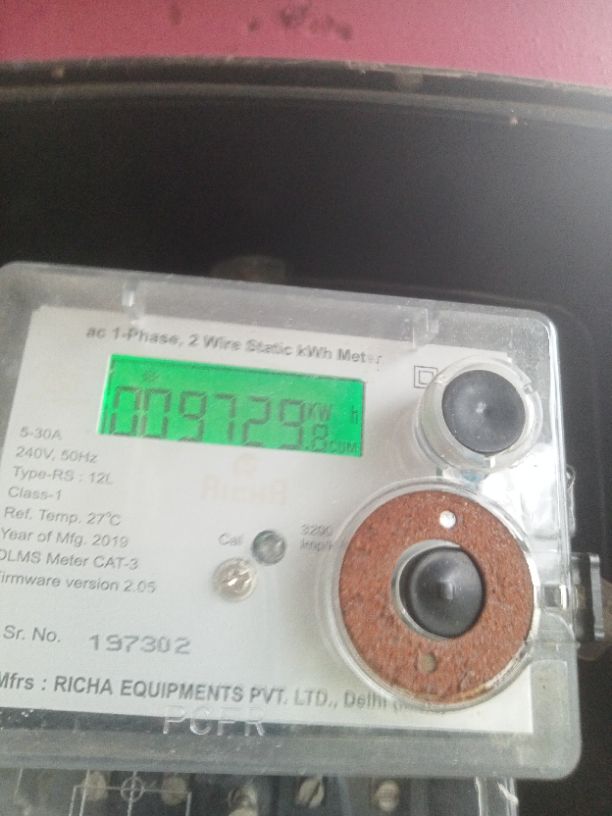 ac 1-Phase, 2 Wire Static kWh Meter
009729.8 KW h
CUM
5-30A
240V, 50Hz
Type-RS : 12L
Class-1
Ref. Temp. 27°C
Year of Mfg. 2019
DLMS Meter CAT-3
Firmware version 2.05
RICHA
Cal
3200
Imp/
Sr. No. 197302
Mfrs : RICHA EQUIPMENTS PVT. LTD., Delhi